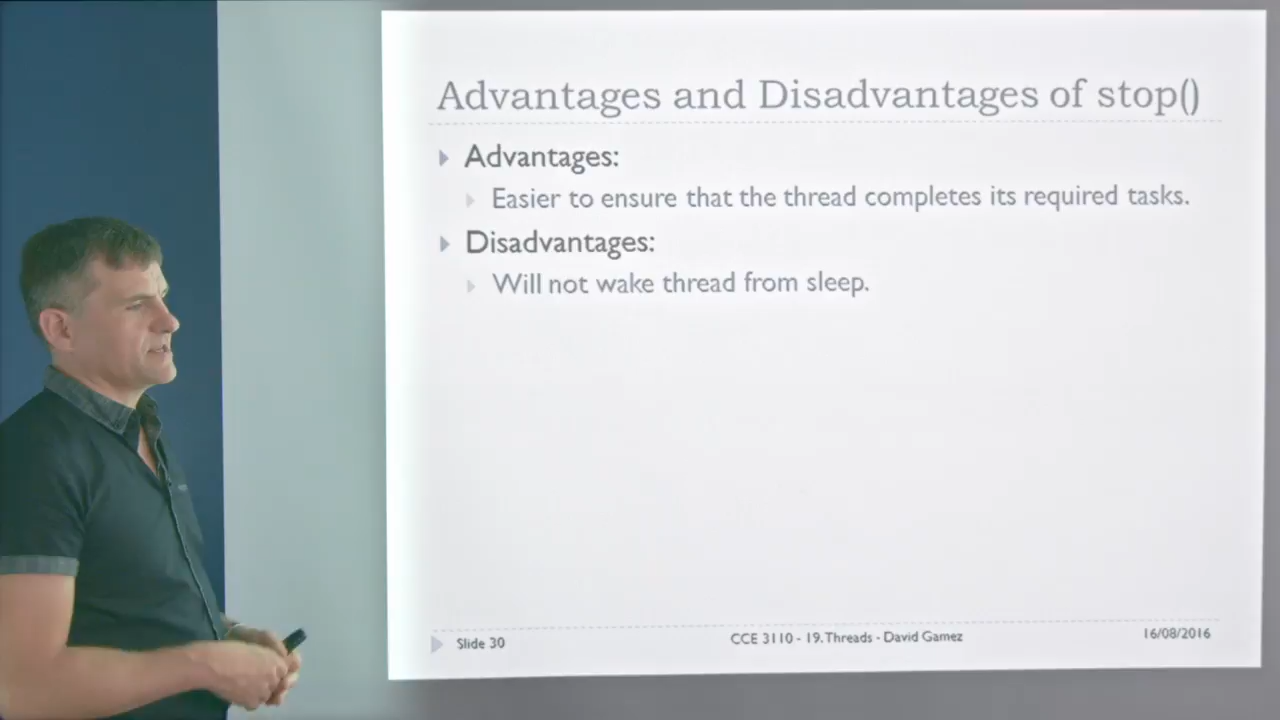 Advantages and Disadvantages of stop()
Advantages:
Easier to ensure that the thread completes its required tasks.
Disadvantages:
Will not wake thread from sleep.
Slide 30
CCE 3110 - 19.Threads - David Gamez
16/08/2016